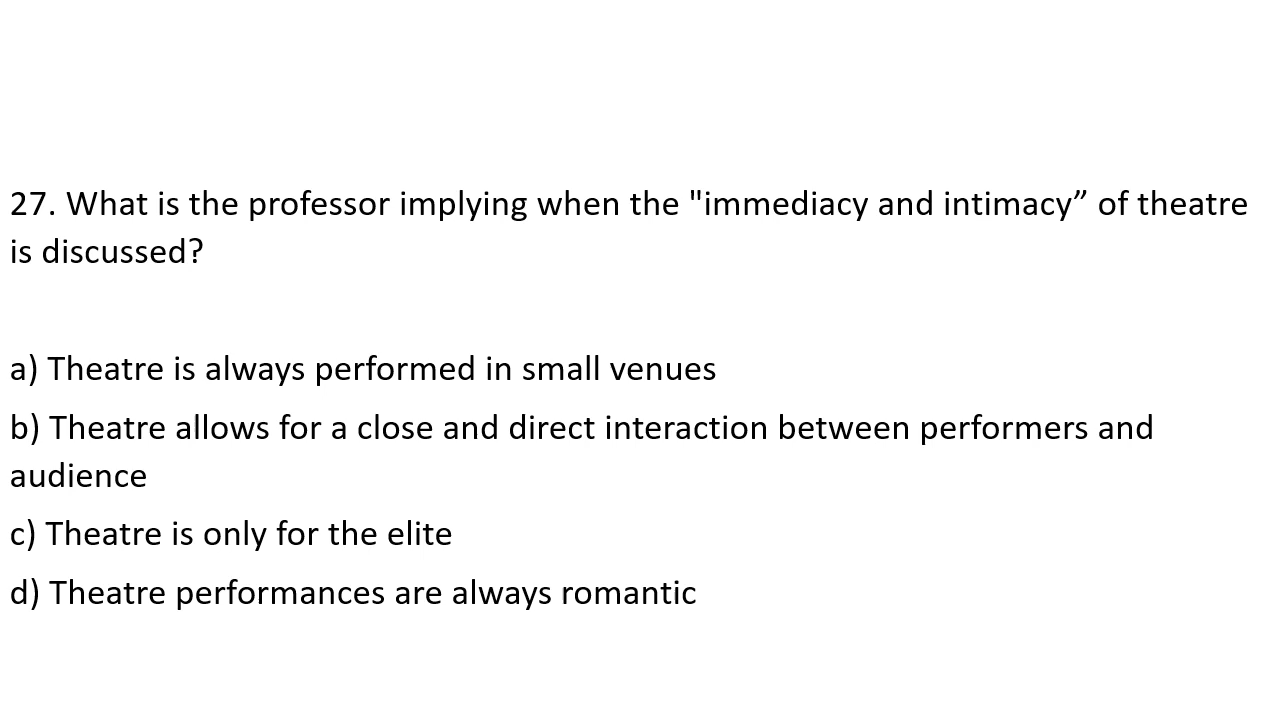 27. What is the professor implying when the "immediacy and intimacy” of theatre
is discussed?
a) Theatre is always performed in small venues
b) Theatre allows for a close and direct interaction between performers and
audience
c) Theatre is only for the elite
d) Theatre performances are always romantic